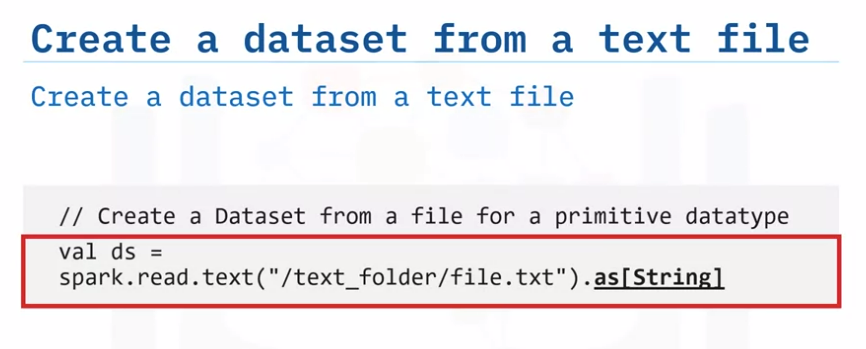 Create a dataset from a text file
Create a dataset from a text file
// Create a Dataset from a file for a primitive datatype
val ds =
spark.read.text("/text_folder/file.txt").as[String]